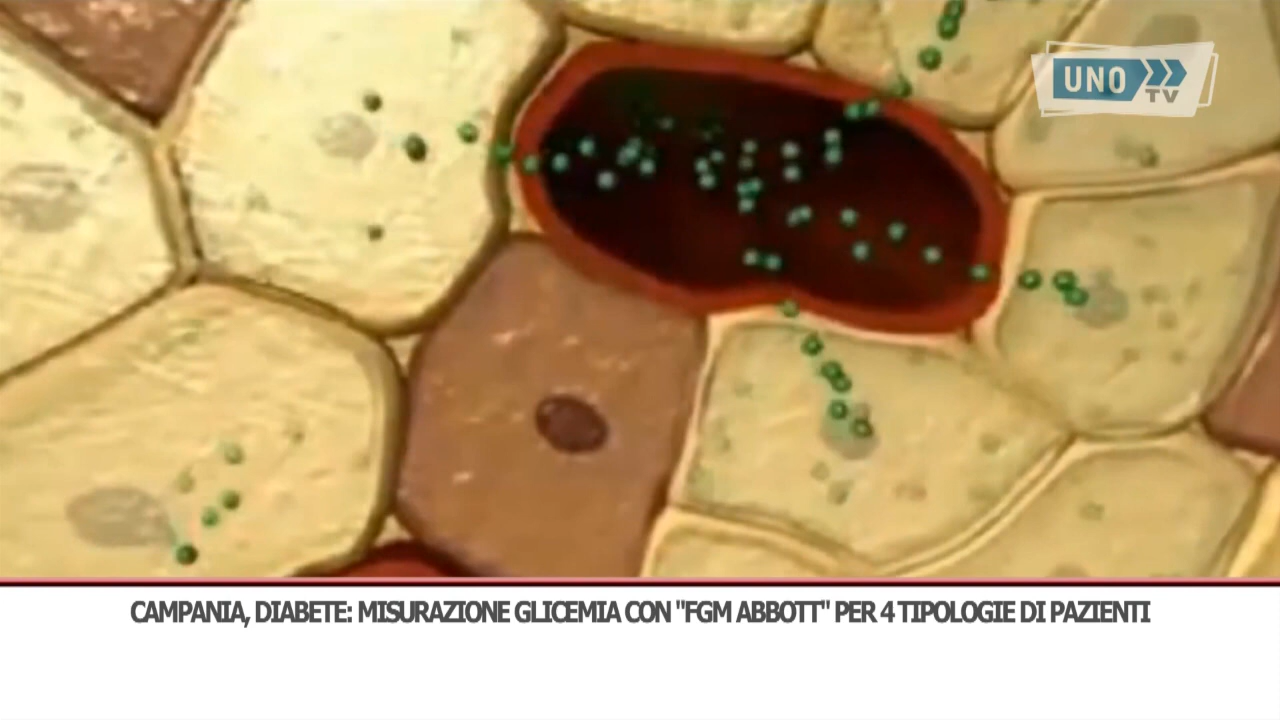 UNO
TV
CAMPANIA, DIABETE: MISURAZIONE GLICEMIA CON "FGM ABBOTT" PER 4 TIPOLOGIE DI PAZIENTI